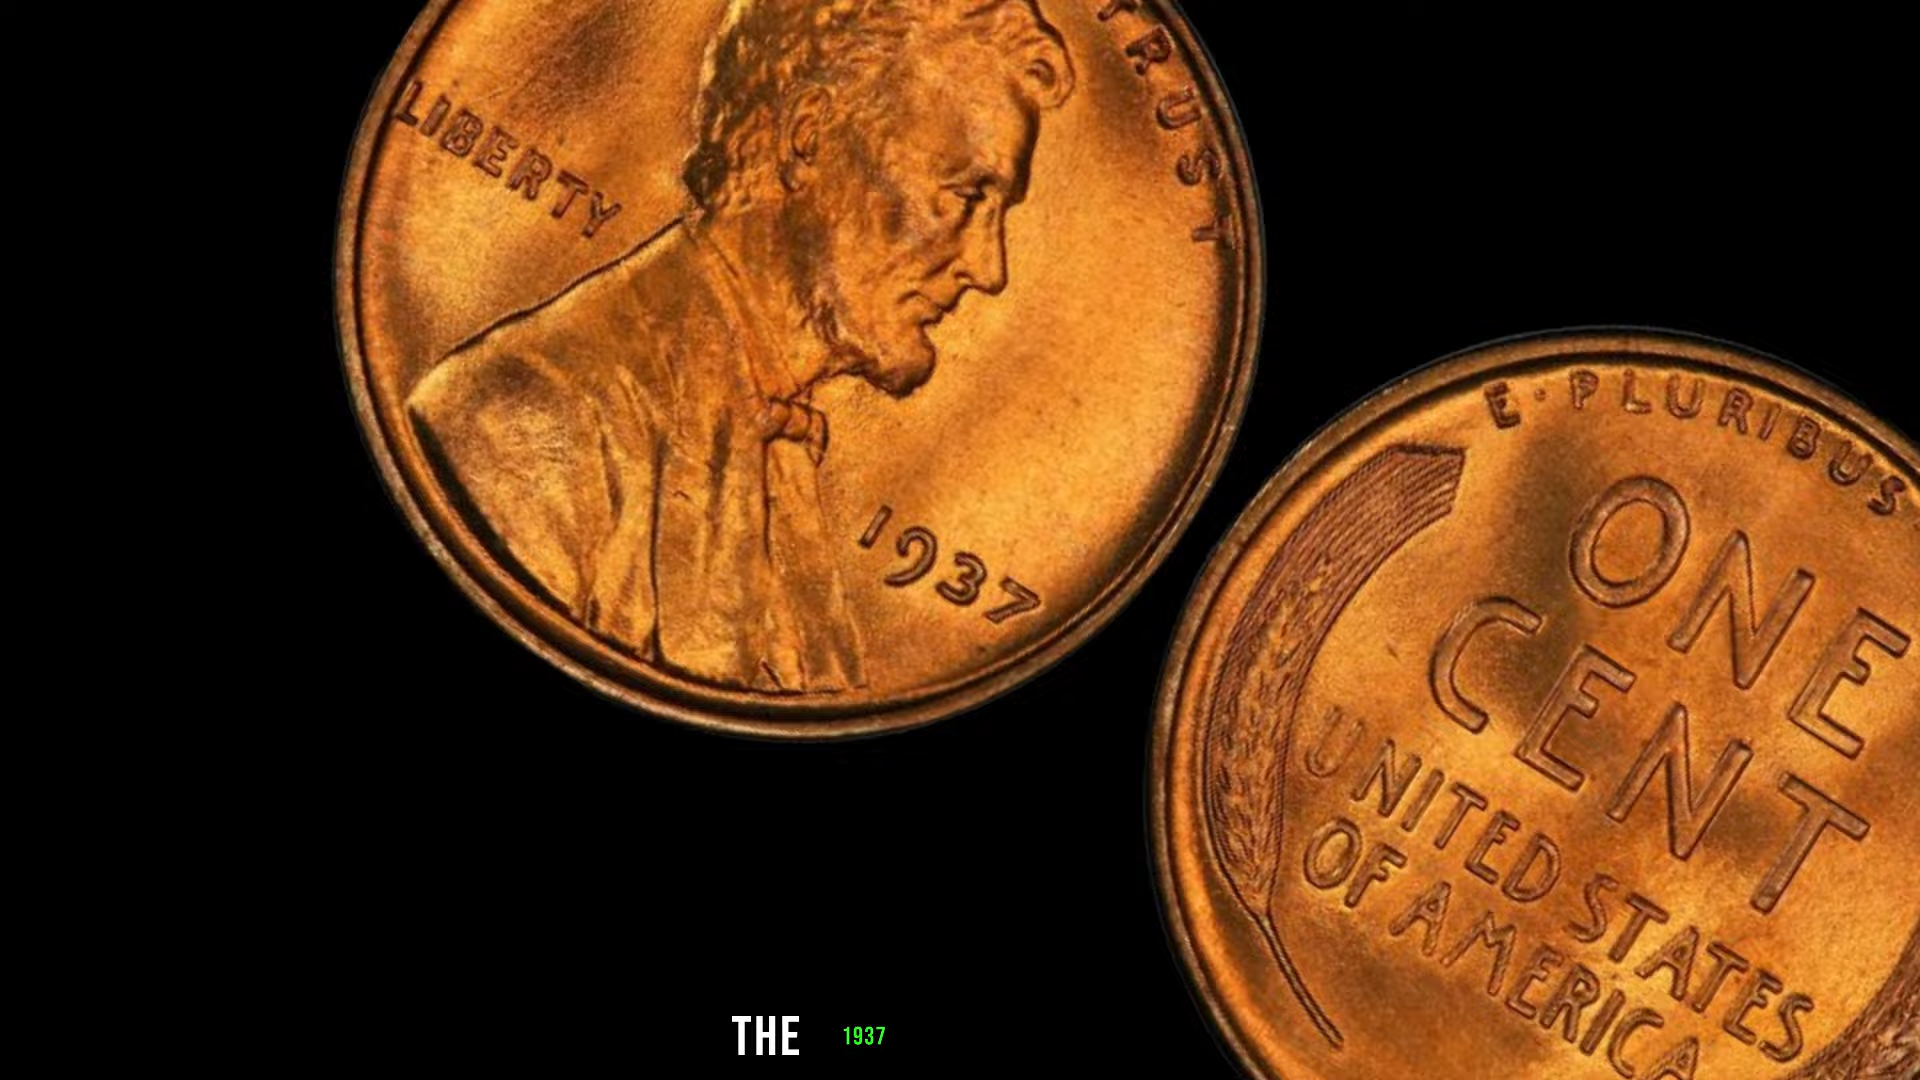 LIBERTY
TRUST
1937
E·PLURIBUS
ONE
CENT
UNITED STATES
OF AMERICA
THE 1937